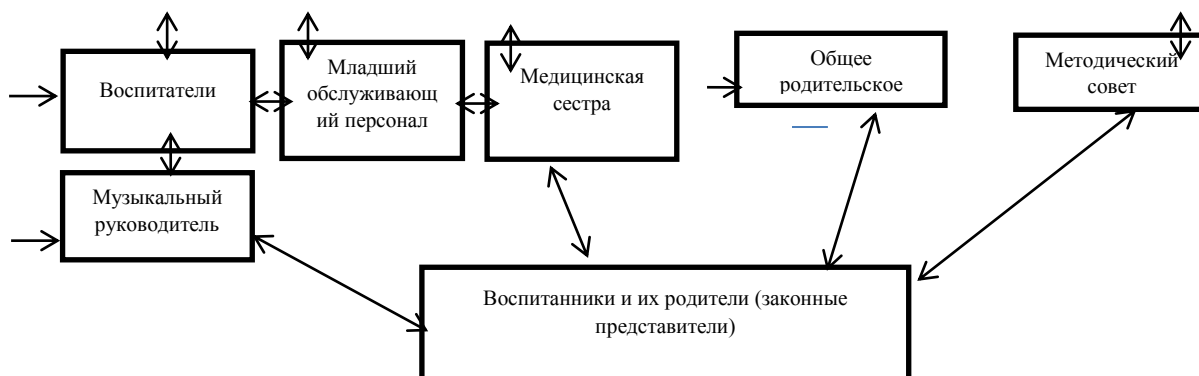 Воспитатели
Младший
обслуживающ
ий персонал
Медицинская
сестра
Общее
родительское
Методический
совет
Музыкальный
руководитель
Воспитанники и их родители (законные
представители)